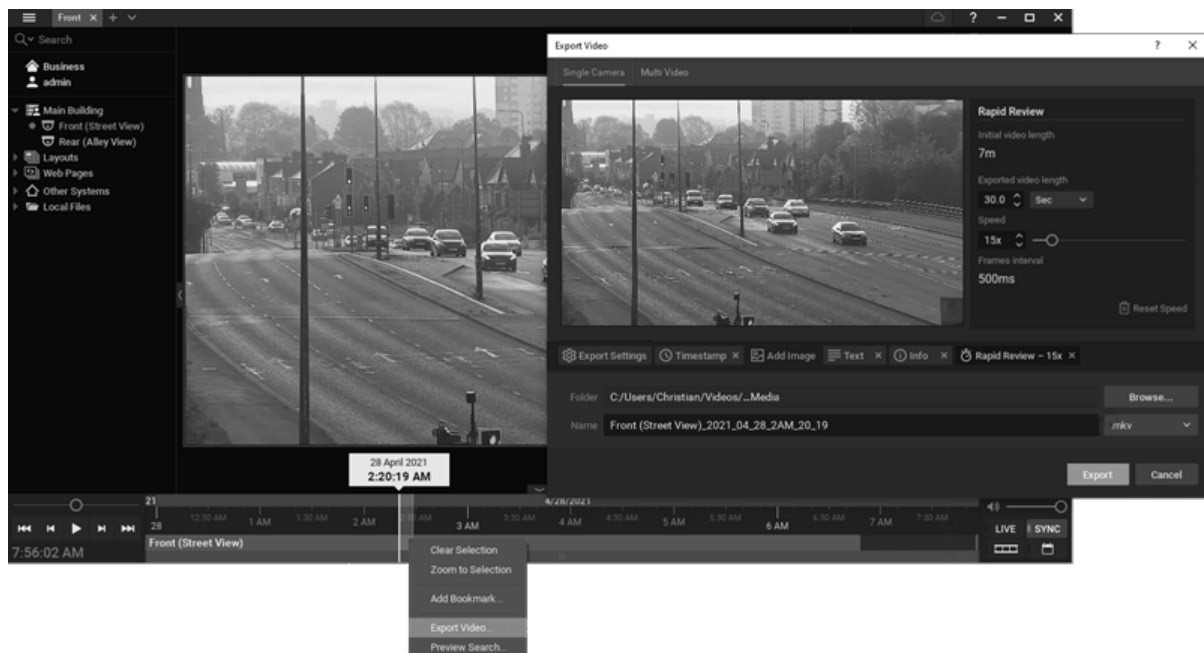 Front
Search
Business
admin
Main Building
Front (Street View)
Rear (Alley View)
Layouts
Web Pages
Other Systems
Local Files
?
Export Video
?
Single Camera Multi Video
Rapid Review
Initial video length
7m
Exported video length
30.0 Sec
Speed
15x
Frames interval
500ms
Reset Speed
Export Settings Timestamp Add Image Text Info Rapid Review – 15x
Folder C:/Users/Christian/Videos/...Media Browse...
Name Front (Street View)_2021_04_28_2AM_20_19 .mkv
Export Cancel
28 April 2021
2:20:19 AM
21 4/28/2021
28 12:30 AM 1 AM 1:30 AM 2 AM 2:30 AM 3 AM 3:30 AM 4 AM 4:30 AM 5 AM 5:30 AM 6 AM 6:30 AM 7 AM 7:30 AM
LIVE SYNC
7:56:02 AM
Front (Street View)
Clear Selection
Zoom to Selection
Add Bookmark...
Export Video...
Preview Search...